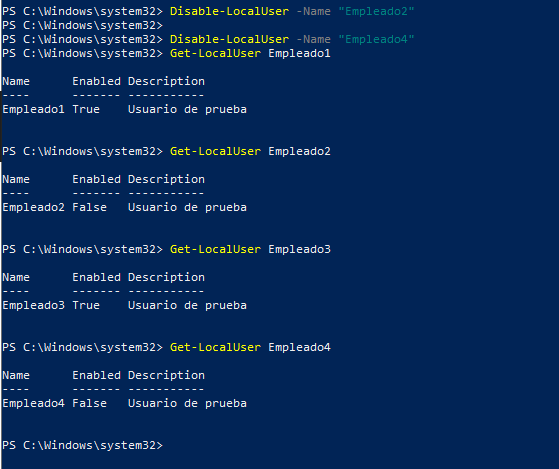 PS C:\Windows\system32> Disable-LocalUser -Name "Empleado2"
PS C:\Windows\system32>
PS C:\Windows\system32> Disable-LocalUser -Name "Empleado4"
PS C:\Windows\system32> Get-LocalUser Empleado1
Name      Enabled Description
----      ------- -----------
Empleado1 True    Usuario de prueba
PS C:\Windows\system32> Get-LocalUser Empleado2
Name      Enabled Description
----      ------- -----------
Empleado2 False   Usuario de prueba
PS C:\Windows\system32> Get-LocalUser Empleado3
Name      Enabled Description
----      ------- -----------
Empleado3 True    Usuario de prueba
PS C:\Windows\system32> Get-LocalUser Empleado4
Name      Enabled Description
----      ------- -----------
Empleado4 False   Usuario de prueba
PS C:\Windows\system32>